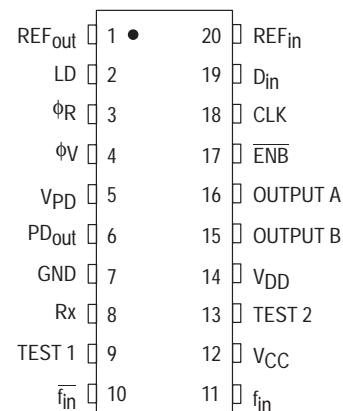 REFout 1 20 REFin
LD 2 19 Din
ϕR 3 18 CLK
ϕV 4 17 E̅N̅B̅
VPD 5 16 OUTPUT A
PDout 6 15 OUTPUT B
GND 7 14 VDD
Rx 8 13 TEST 2
TEST 1 9 12 VCC
f̅i̅n̅ 10 11 fin